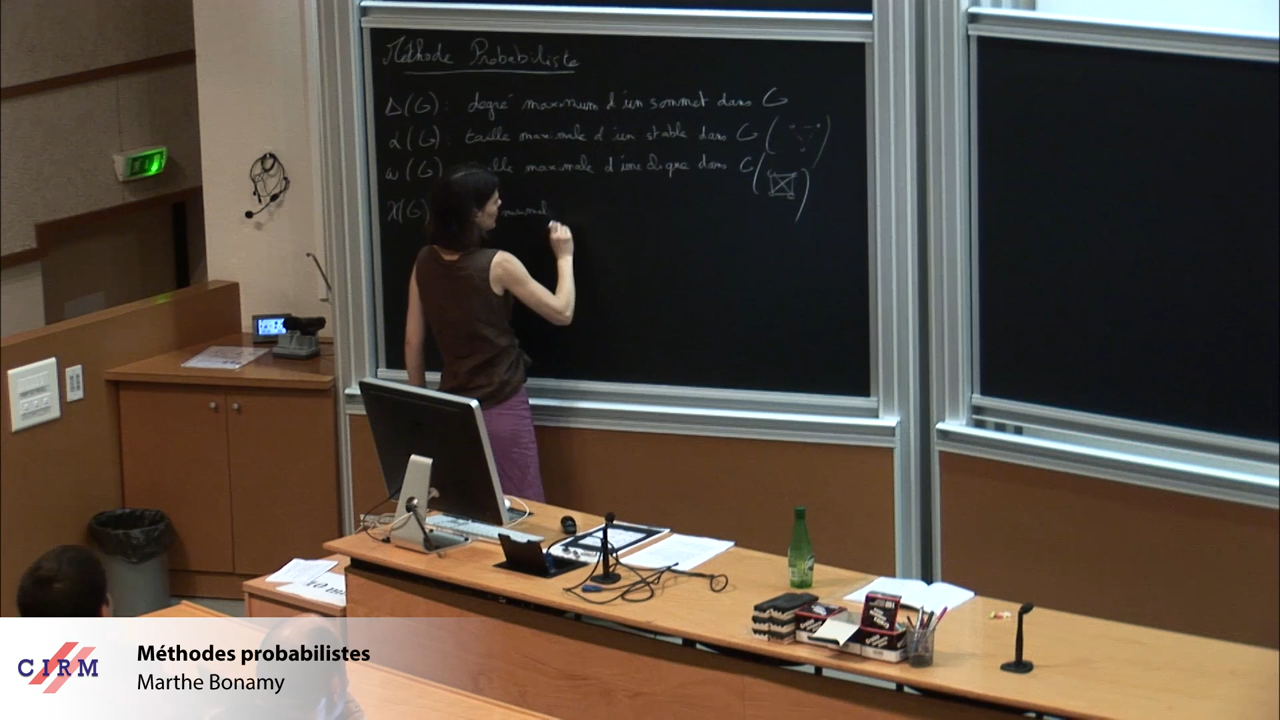 Méthode Probabiliste
Δ(G) : degré maximum d'un sommet dans G
α(G) : taille maximale d'un stable dans G
ω(G) taille maximale d'une clique dans G
χ(G) minimal
CIRM
Méthodes probabilistes
Marthe Bonamy